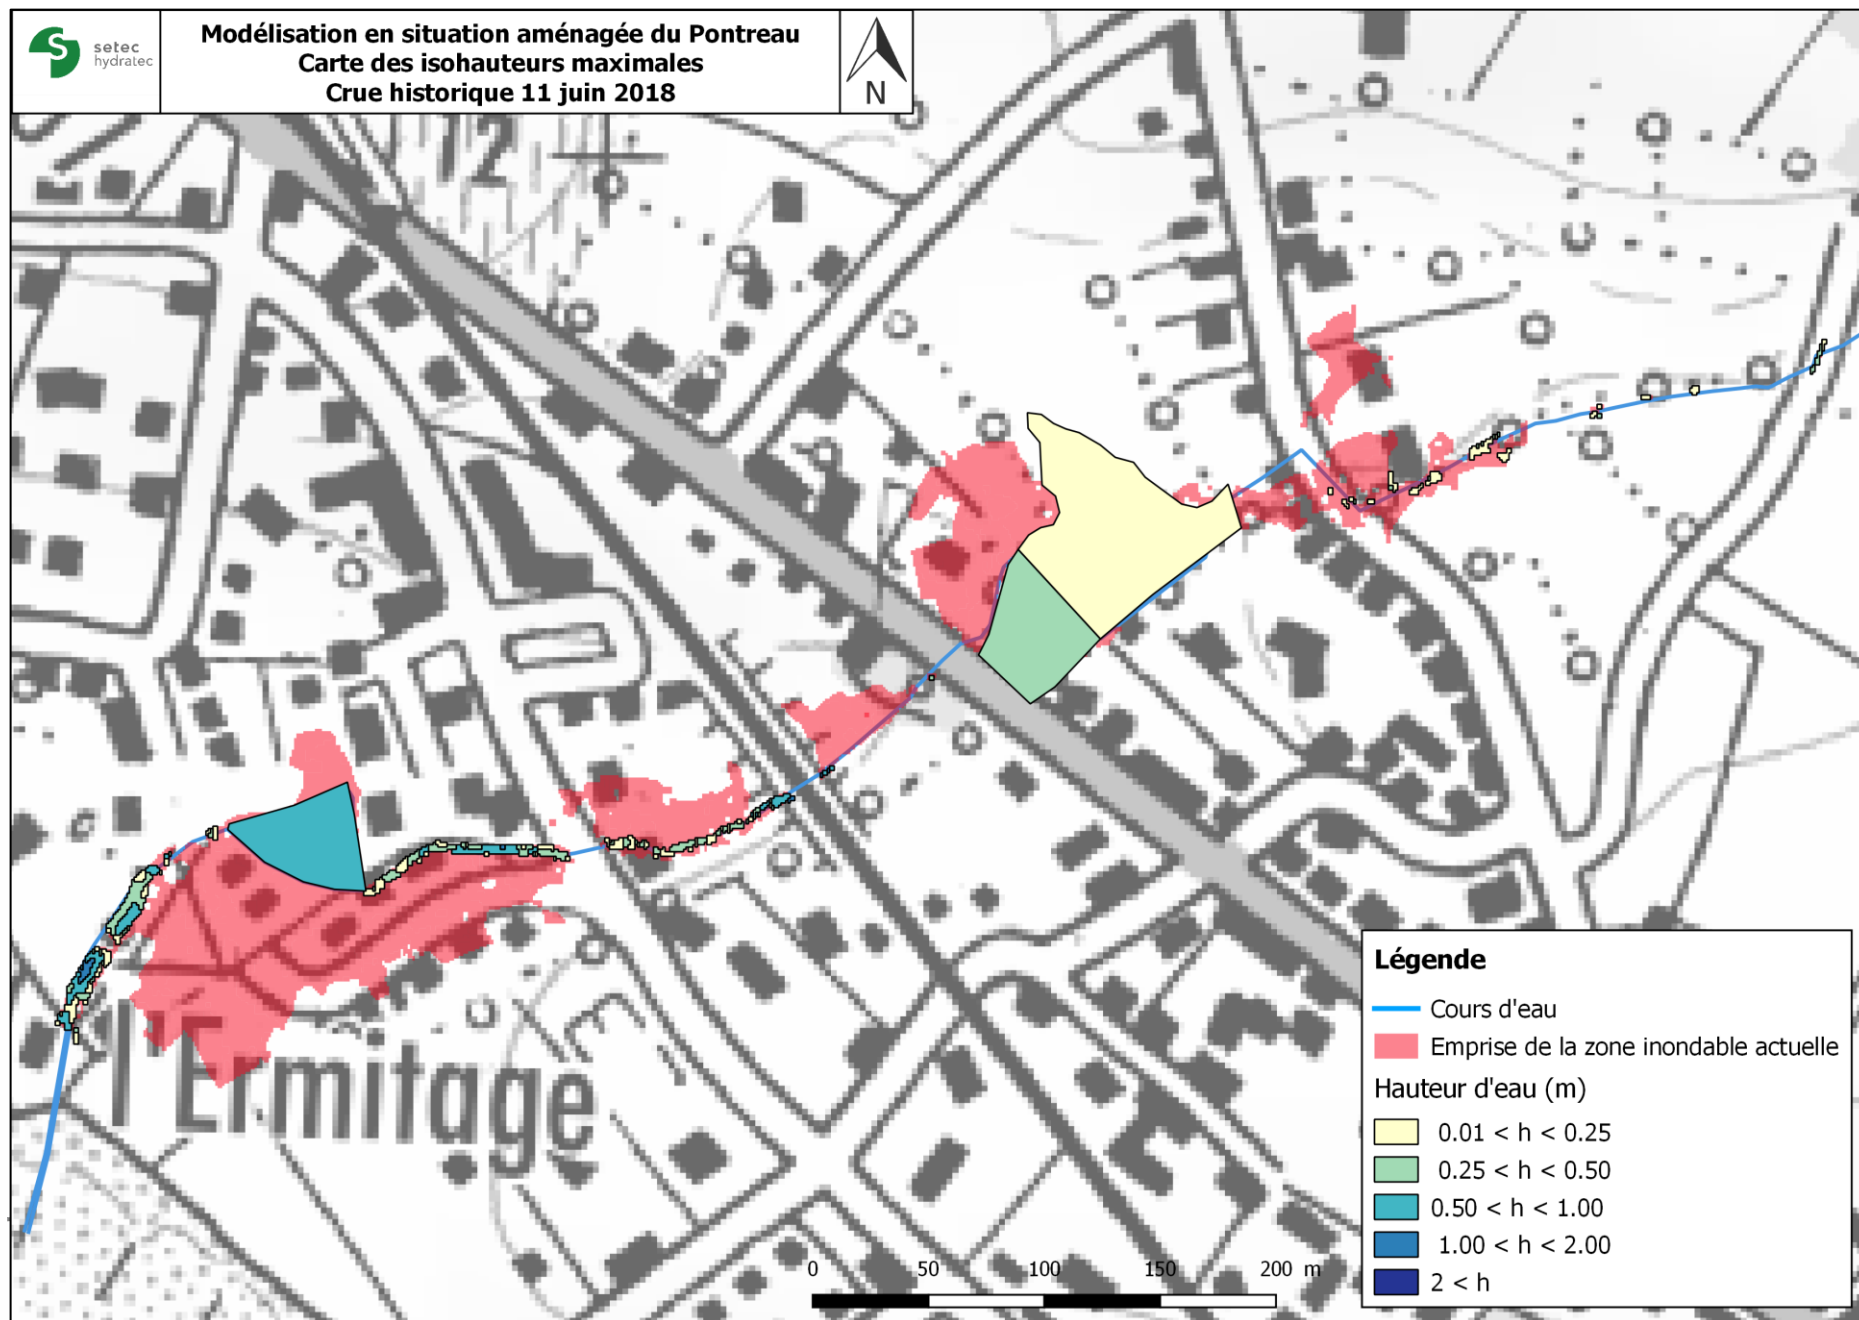 setec
hydratec
Modélisation en situation aménagée du Pontreau
Carte des isohauteurs maximales
Crue historique 11 juin 2018
N
12
l'Ermitage
Légende
Cours d'eau
Emprise de la zone inondable actuelle
Hauteur d'eau (m)
0.01 < h < 0.25
0.25 < h < 0.50
0.50 < h < 1.00
1.00 < h < 2.00
2 < h
0 50 100 150 200 m